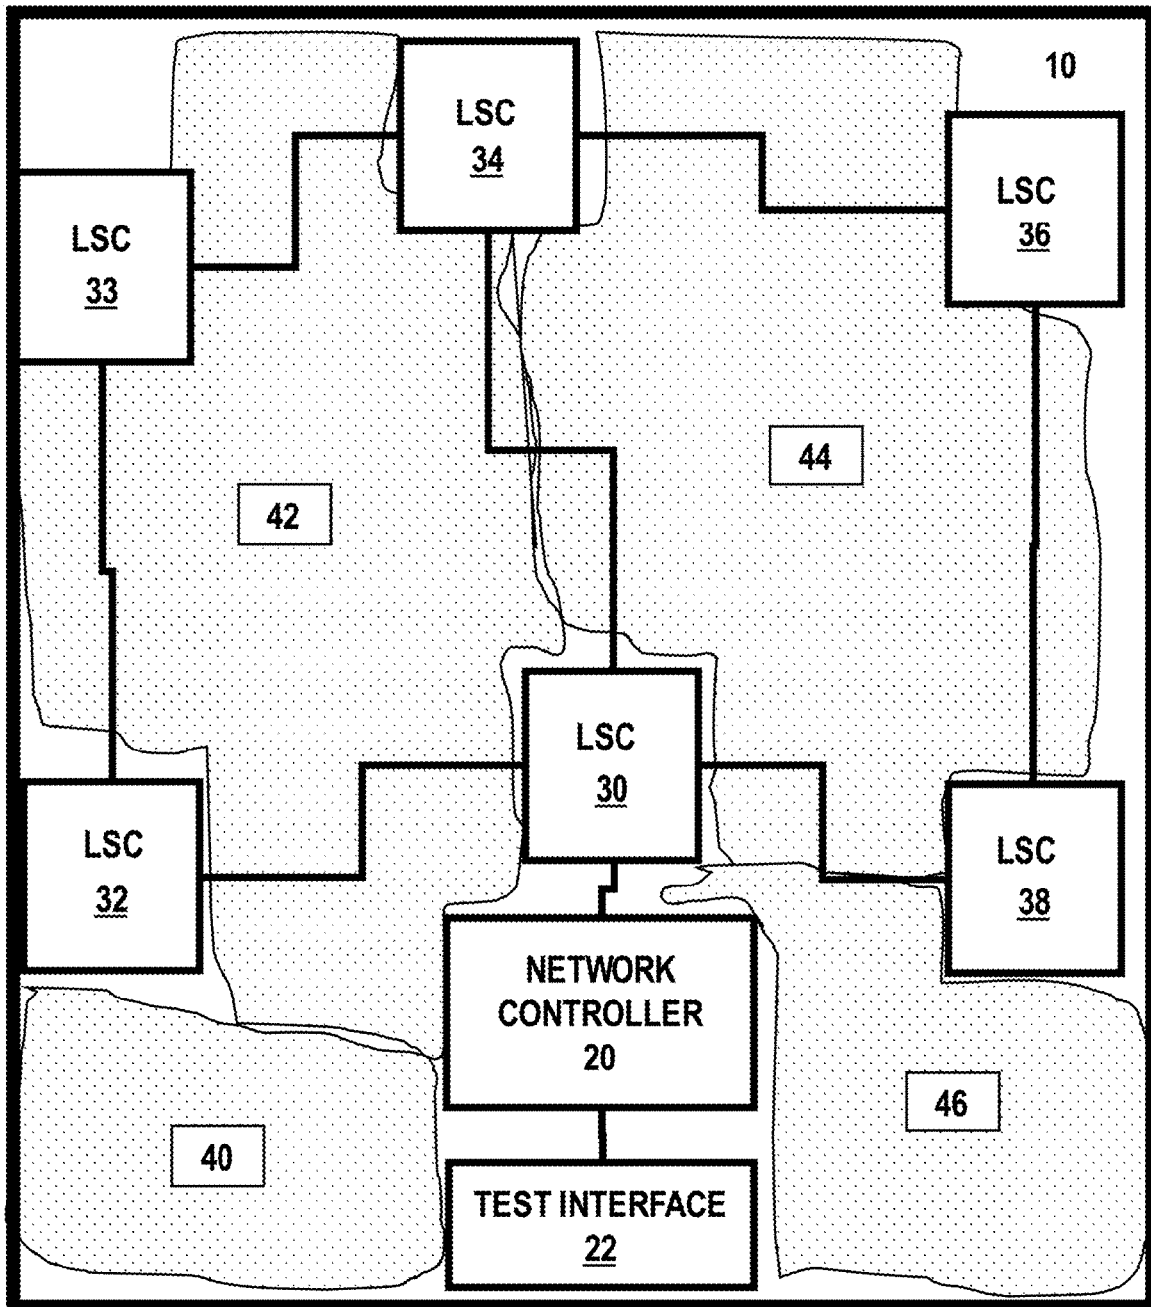 10
LSC
34
LSC
36
LSC
33
44
42
LSC
30
LSC
32
LSC
38
NETWORK
CONTROLLER
20
46
40
TEST INTERFACE
22